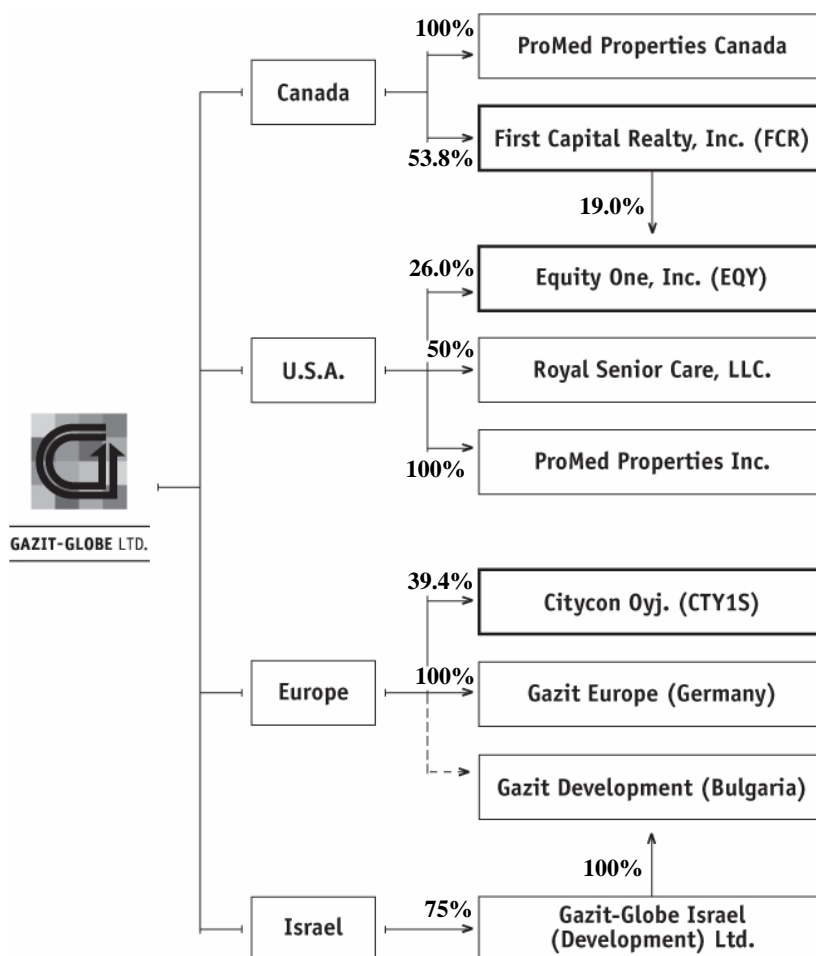 100%
ProMed Properties Canada
Canada
53.8%
First Capital Realty, Inc. (FCR)
19.0%
26.0%
Equity One, Inc. (EQY)
U.S.A.
50%
Royal Senior Care, LLC.
100%
ProMed Properties Inc.
GAZIT-GLOBE LTD.
39.4%
Citycon Oyj. (CTY1S)
Europe
100%
Gazit Europe (Germany)
Gazit Development (Bulgaria)
100%
Israel
75%
Gazit-Globe Israel
(Development) Ltd.